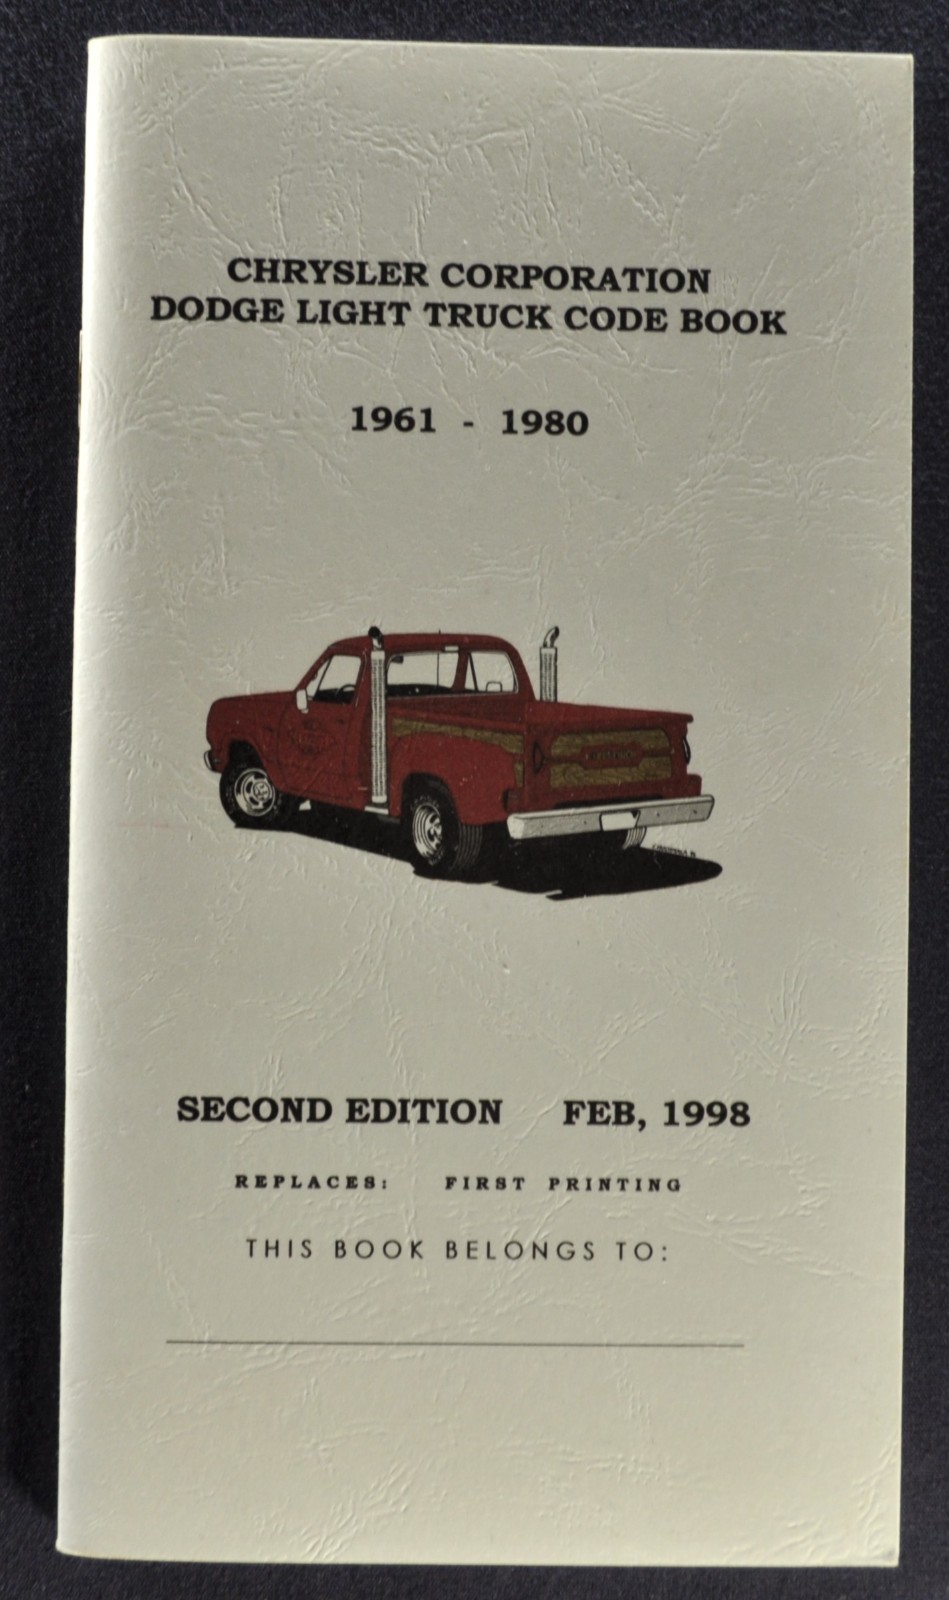 CHRYSLER CORPORATION
DODGE LIGHT TRUCK CODE BOOK
1961 - 1980
SECOND EDITION FEB, 1998
REPLACES: FIRST PRINTING
THIS BOOK BELONGS TO: